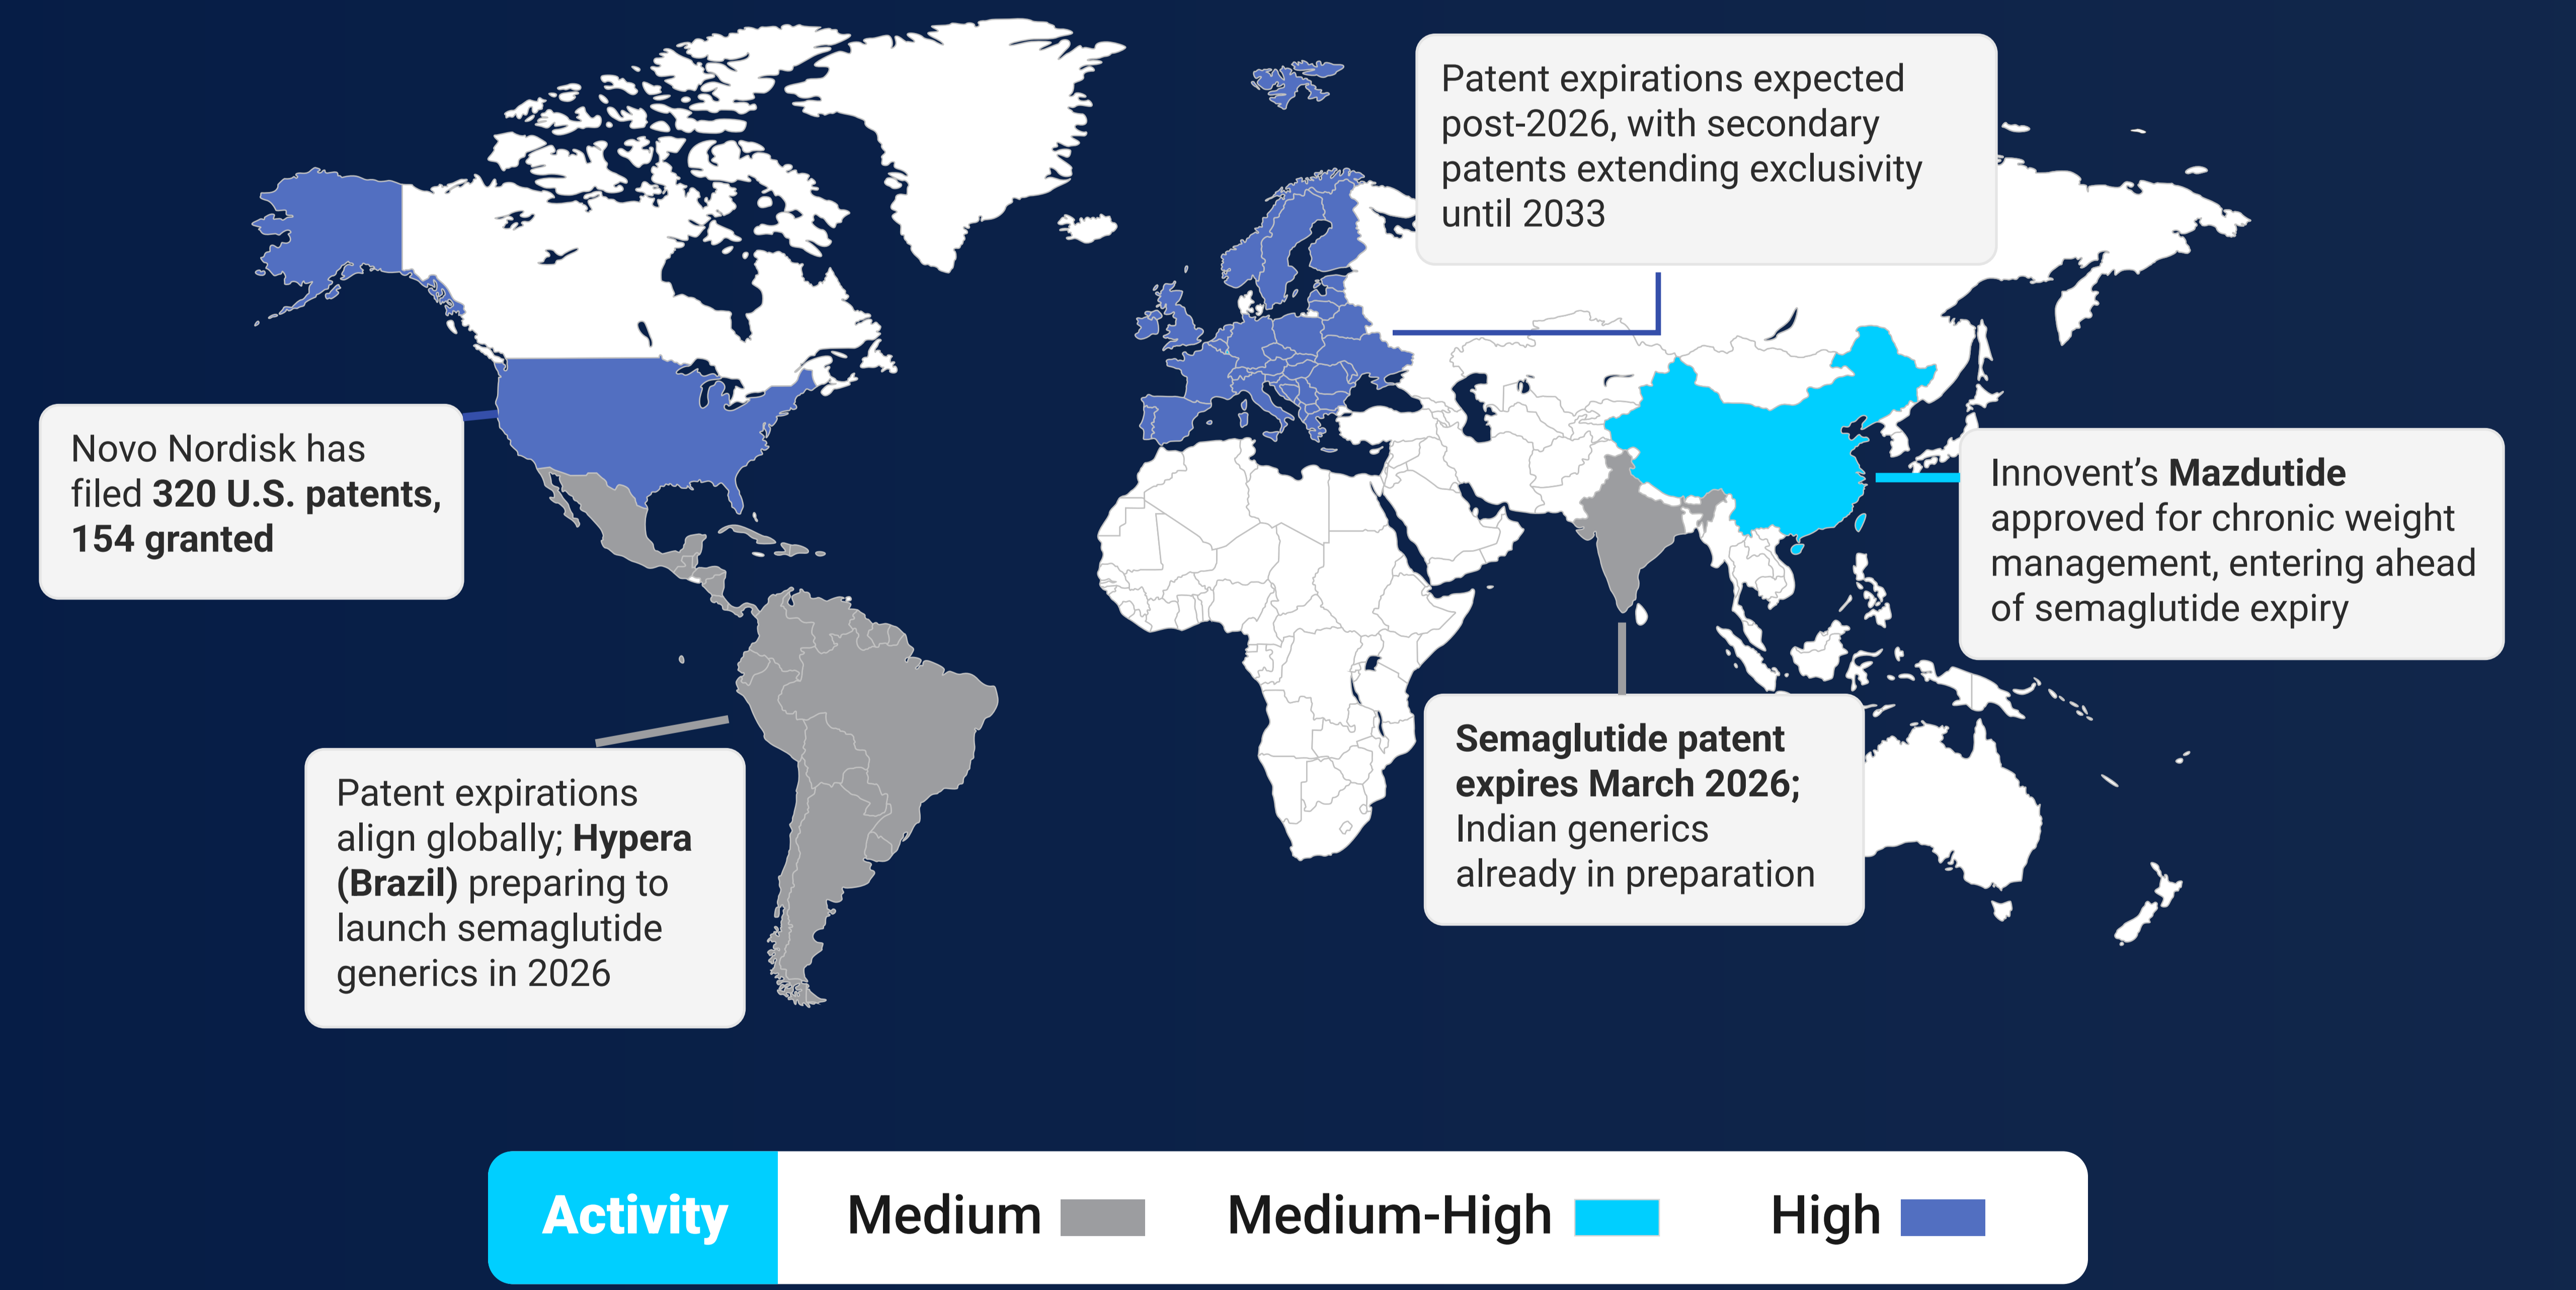 Patent expirations expected
post-2026, with secondary
patents extending exclusivity
until 2033
Novo Nordisk has
filed 320 U.S. patents,
154 granted
Innovent’s Mazdutide
approved for chronic weight
management, entering ahead
of semaglutide expiry
Patent expirations
align globally; Hypera
(Brazil) preparing to
launch semaglutide
generics in 2026
Semaglutide patent
expires March 2026;
Indian generics
already in preparation
Activity Medium Medium-High High